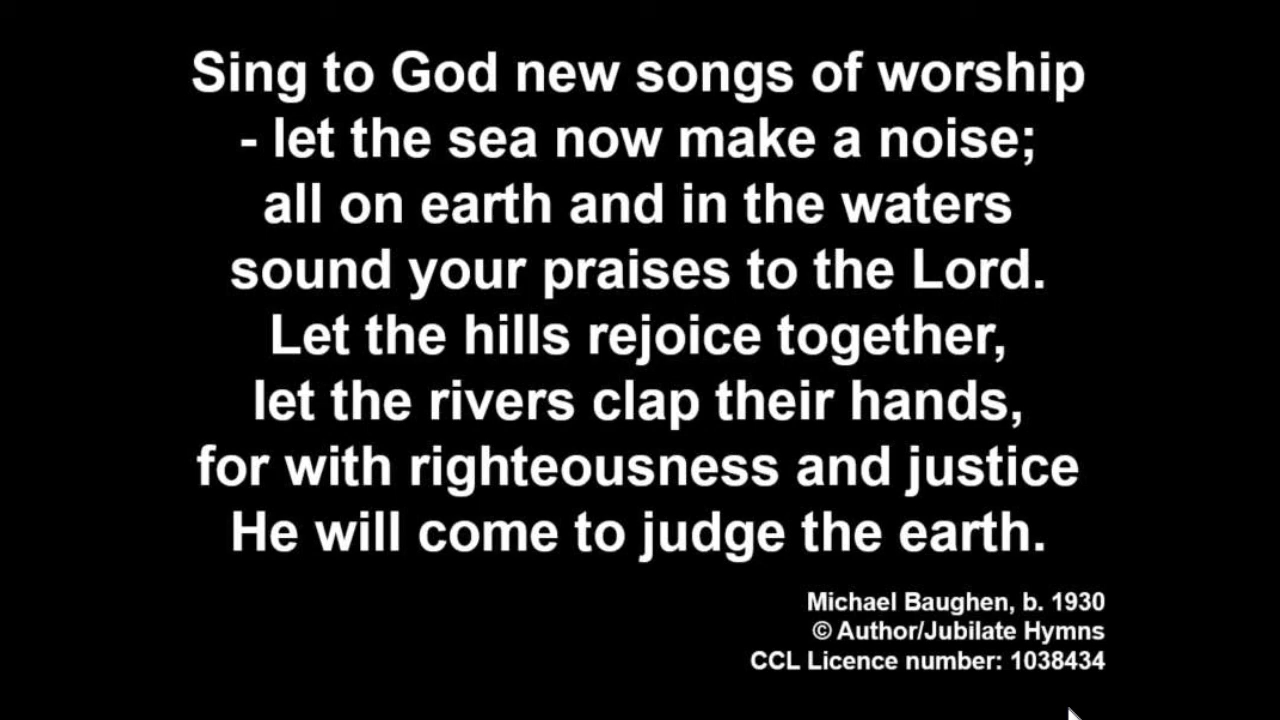 Sing to God new songs of worship
- let the sea now make a noise;
all on earth and in the waters
sound your praises to the Lord.
Let the hills rejoice together,
let the rivers clap their hands,
for with righteousness and justice
He will come to judge the earth.
Michael Baughen, b. 1930
© Author/Jubilate Hymns
CCL Licence number: 1038434